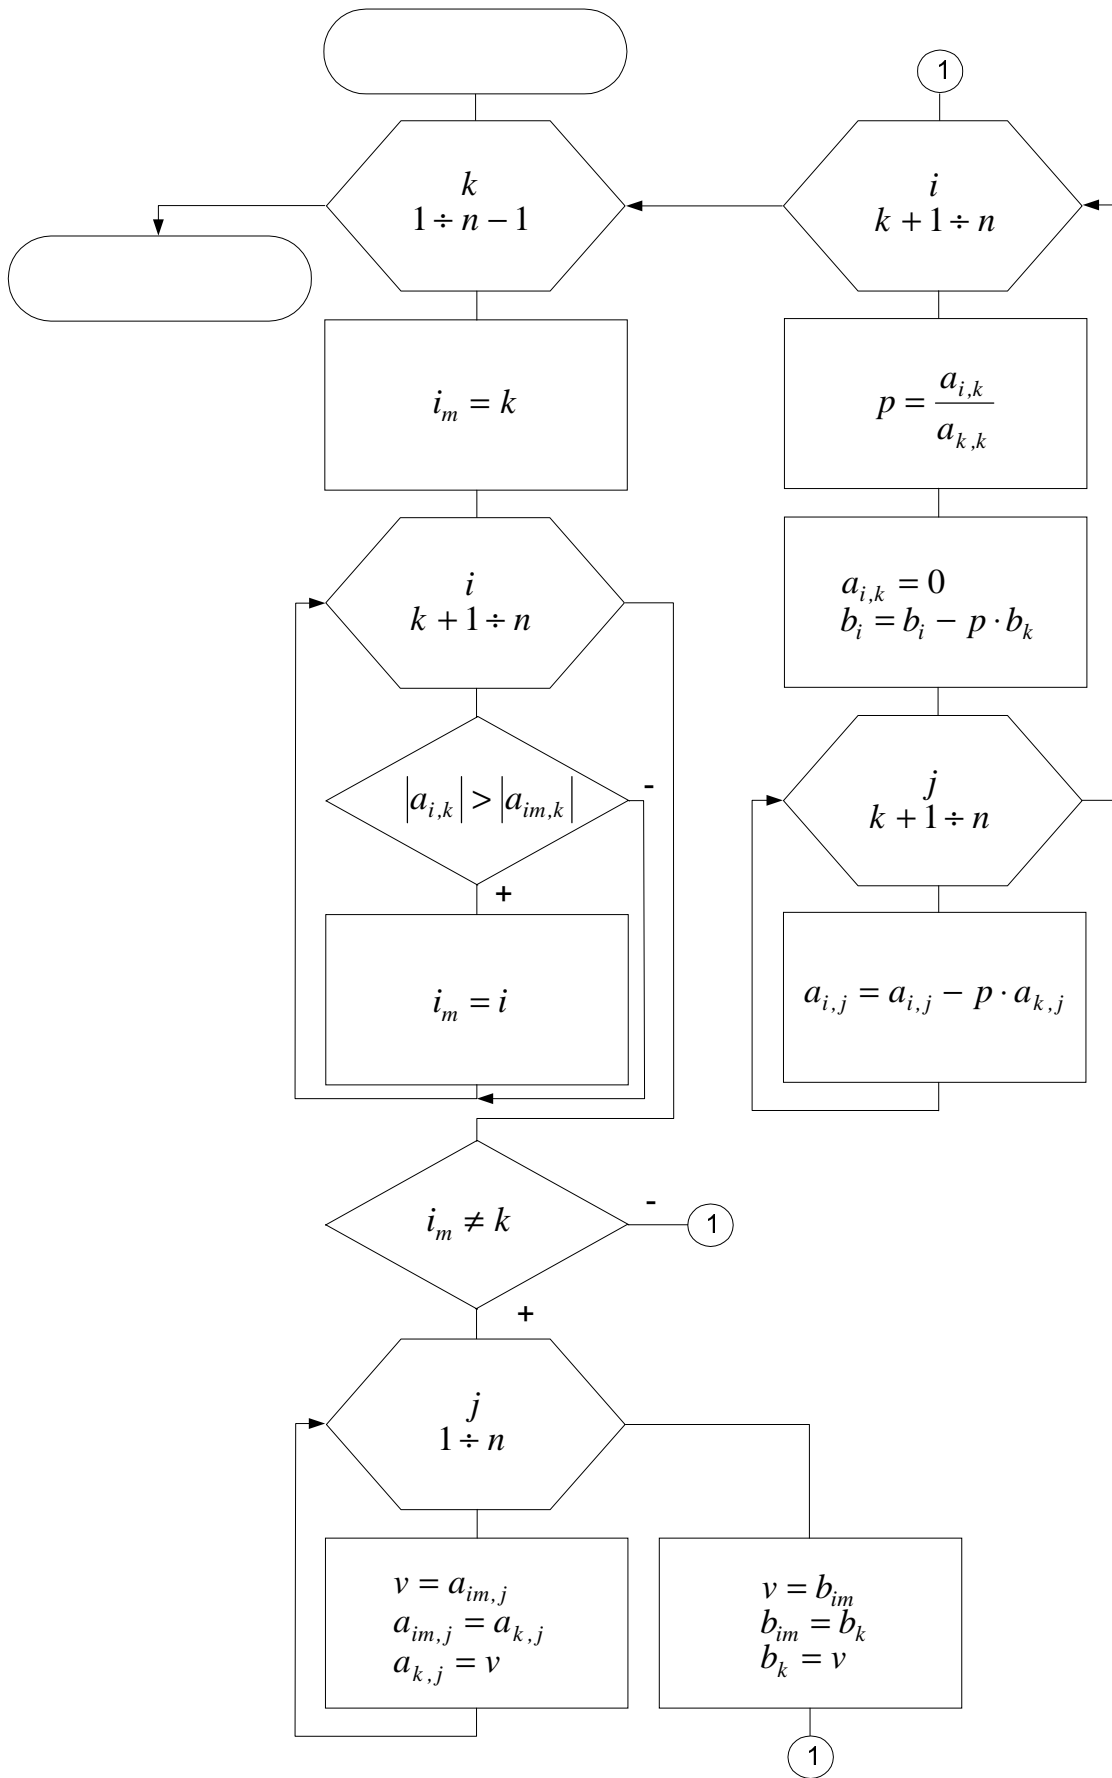 k
1 ÷ n − 1
i_m = k
i
k + 1 ÷ n
|a_{i,k}| > |a_{im,k}|
-
+
i_m = i
i_m ≠ k
-
1
+
j
1 ÷ n
v = a_{im,j}
a_{im,j} = a_{k,j}
a_{k,j} = v
v = b_{im}
b_{im} = b_k
b_k = v
1
1
i
k + 1 ÷ n
p = \frac{a_{i,k}}{a_{k,k}}
a_{i,k} = 0
b_i = b_i − p · b_k
j
k + 1 ÷ n
a_{i,j} = a_{i,j} − p · a_{k,j}